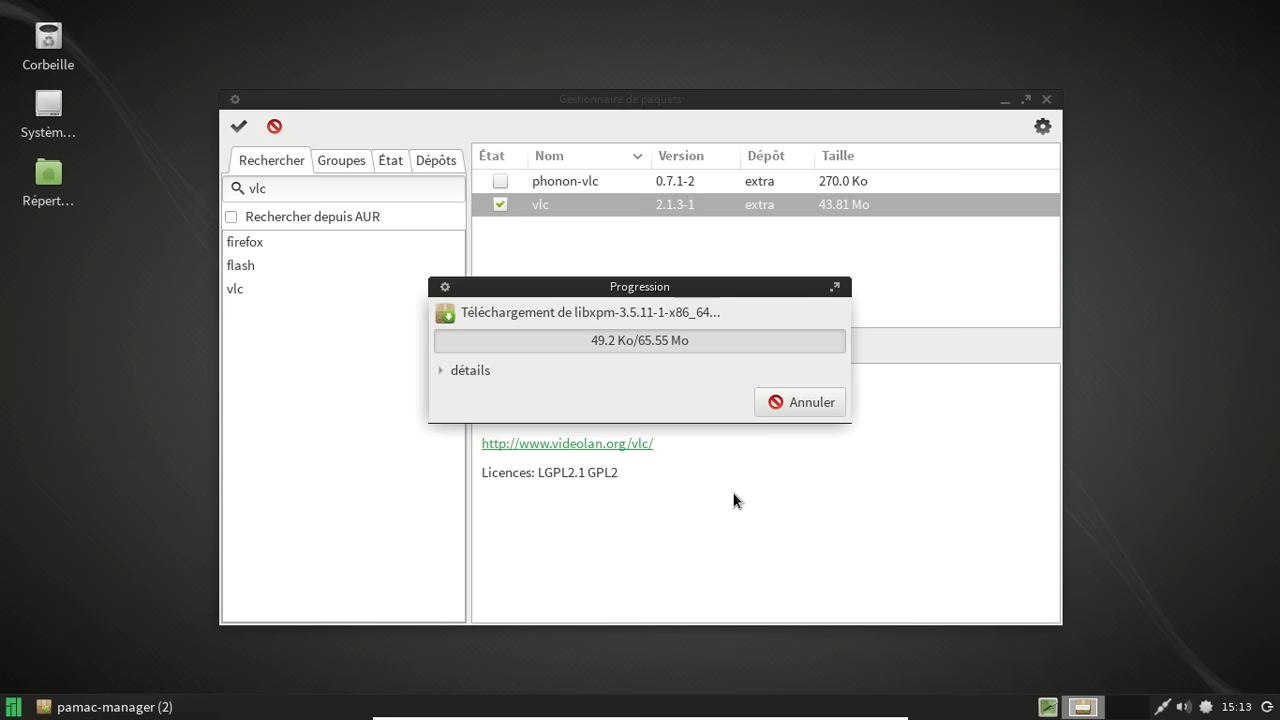 Corbeille
Systèm...
Répert...
Gestionnaire de paquets
Rechercher
Groupes
État
Dépôts
vlc
Rechercher depuis AUR
firefox
flash
vlc
État Nom Version Dépôt Taille
phonon-vlc 0.7.1-2 extra 270.0 Ko
vlc 2.1.3-1 extra 43.81 Mo
Progression
Téléchargement de libxpm-3.5.11-1-x86_64...
49.2 Ko/65.55 Mo
détails
Annuler
http://www.videolan.org/vlc/
Licences: LGPL2.1 GPL2
pamac-manager (2)
15:13